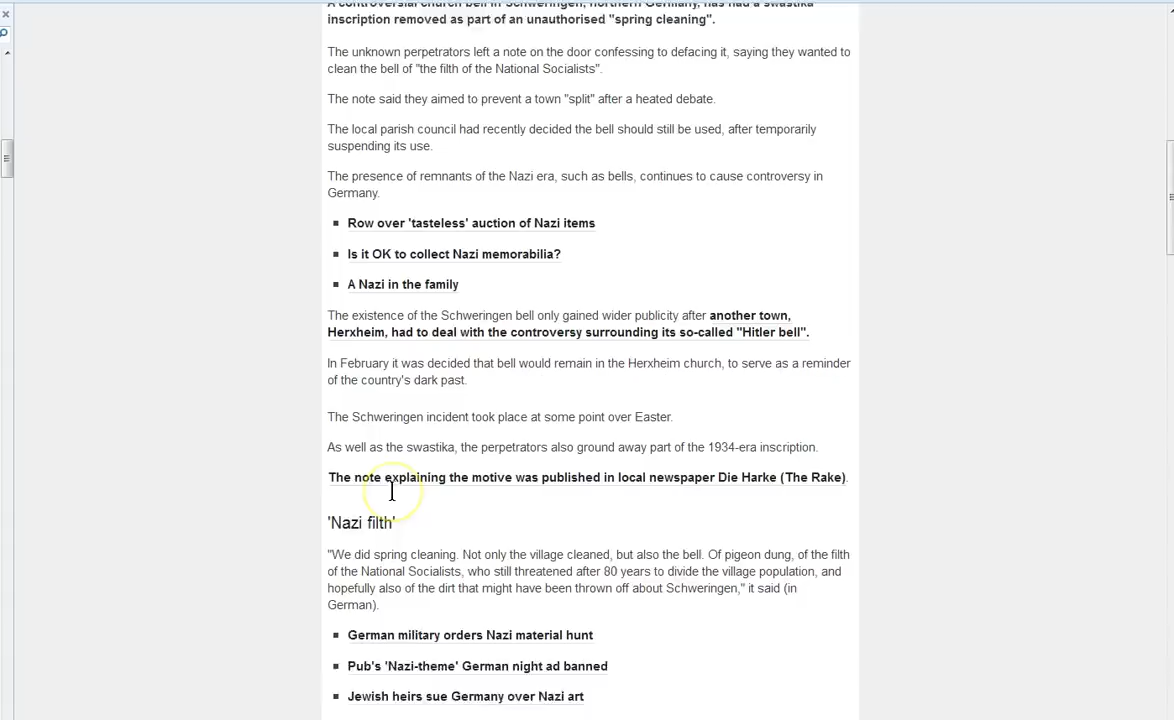 A controversial church bell in Schweringen, northern Germany, has had a swastika
inscription removed as part of an unauthorised "spring cleaning".
The unknown perpetrators left a note on the door confessing to defacing it, saying they wanted to
clean the bell of "the filth of the National Socialists".
The note said they aimed to prevent a town "split" after a heated debate.
The local parish council had recently decided the bell should still be used, after temporarily
suspending its use.
The presence of remnants of the Nazi era, such as bells, continues to cause controversy in
Germany.
Row over 'tasteless' auction of Nazi items
Is it OK to collect Nazi memorabilia?
A Nazi in the family
The existence of the Schweringen bell only gained wider publicity after another town,
Herxheim, had to deal with the controversy surrounding its so-called "Hitler bell".
In February it was decided that bell would remain in the Herxheim church, to serve as a reminder
of the country's dark past.
The Schweringen incident took place at some point over Easter.
As well as the swastika, the perpetrators also ground away part of the 1934-era inscription.
The note explaining the motive was published in local newspaper Die Harke (The Rake).
'Nazi filth'
"We did spring cleaning. Not only the village cleaned, but also the bell. Of pigeon dung, of the filth
of the National Socialists, who still threatened after 80 years to divide the village population, and
hopefully also of the dirt that might have been thrown off about Schweringen," it said (in
German).
German military orders Nazi material hunt
Pub's 'Nazi-theme' German night ad banned
Jewish heirs sue Germany over Nazi art